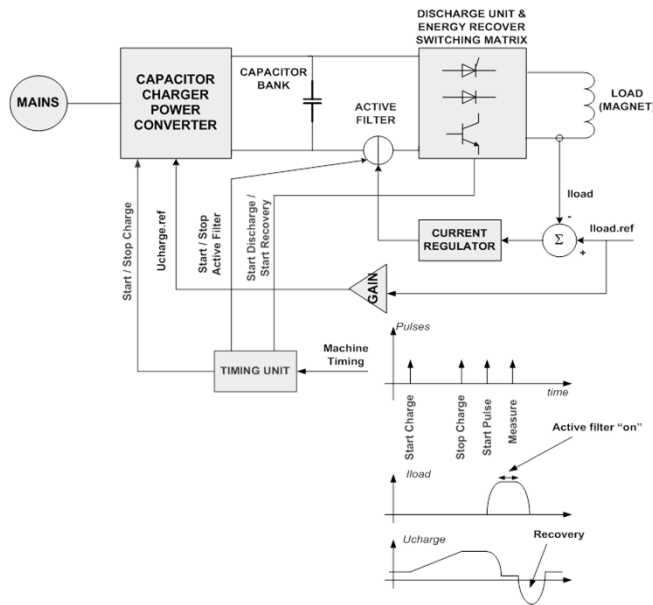 DISCHARGE UNIT &
ENERGY RECOVER
SWITCHING MATRIX
MAINS
CAPACITOR
CHARGER
POWER
CONVERTER
CAPACITOR
BANK
ACTIVE
FILTER
LOAD
(MAGNET)
Iload
-
Iload.ref
+
Σ
CURRENT
REGULATOR
Start / Stop Charge
Ucharge.ref
Start / Stop
Active Filter
Start Discharge /
Start Recovery
GAIN
TIMING UNIT
Machine
Timing
Pulses
time
Start Charge
Stop Charge
Start Pulse
Measure
Active filter “on”
Iload
Ucharge
Recovery